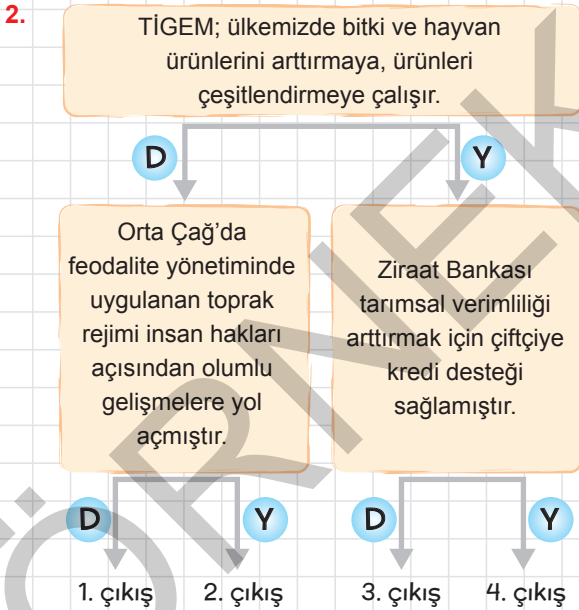 2.
TİGEM; ülkemizde bitki ve hayvan
ürünlerini arttırmaya, ürünleri
çeşitlendirmeye çalışır.
D
Y
Orta Çağ’da
feodalite yönetiminde
uygulanan toprak
rejimi insan hakları
açısından olumlu
gelişmelere yol
açmıştır.
Ziraat Bankası
tarımsal verimliliği
arttırmak için çiftçiye
kredi desteği
sağlamıştır.
D
Y
D
Y
1. çıkış
2. çıkış
3. çıkış
4. çıkış
ÖRNEK